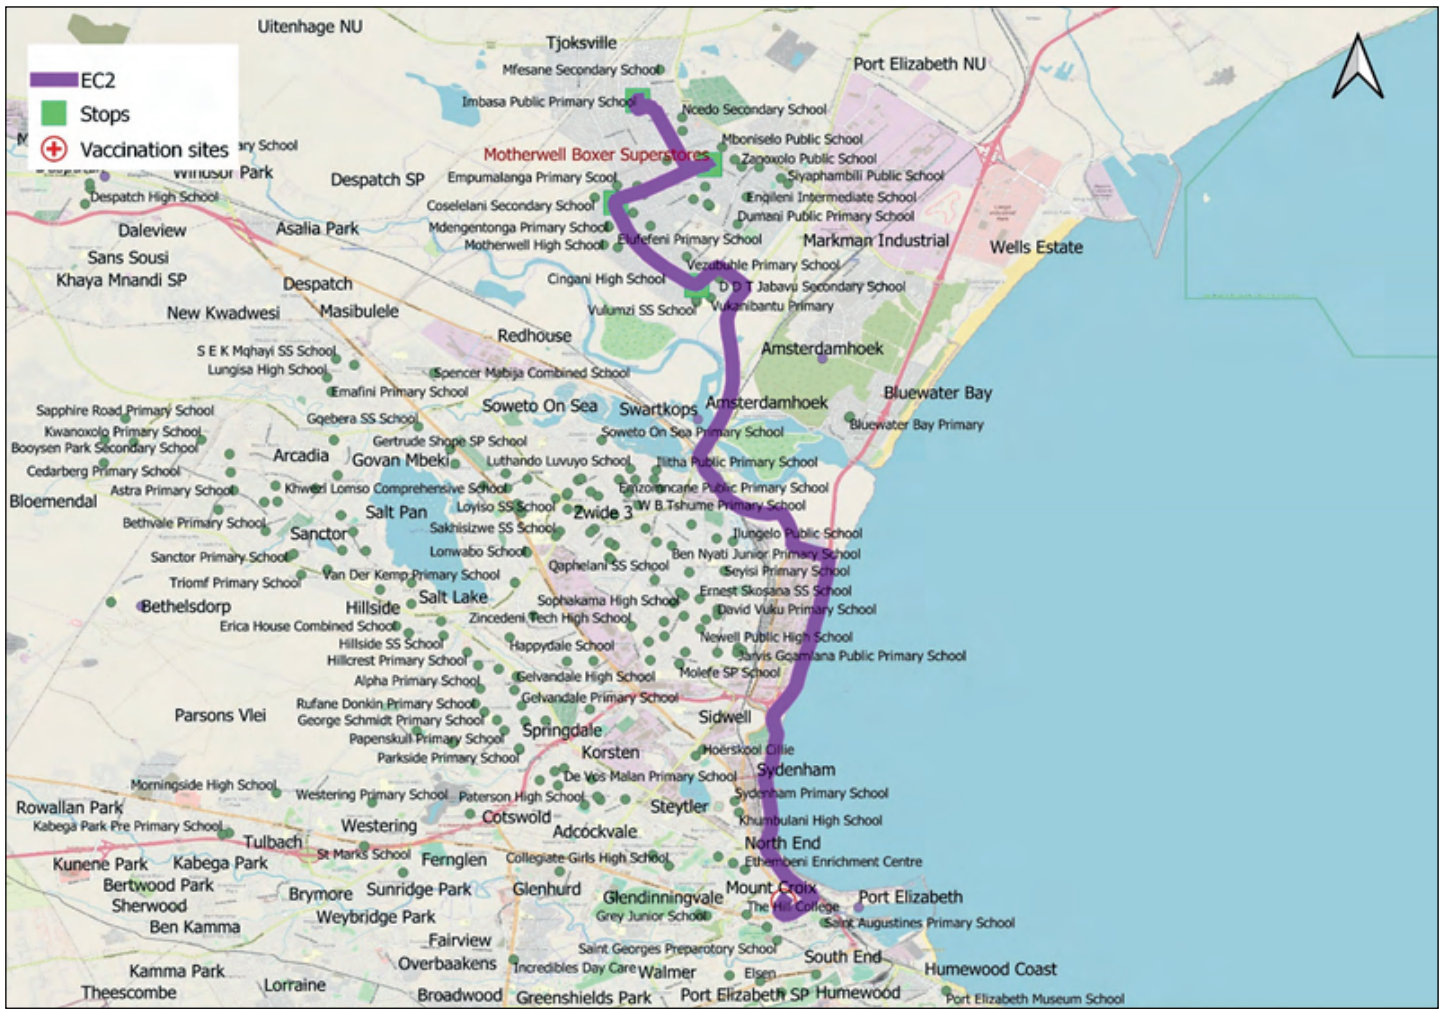 Uitenhage NU
Tjoksville
Port Elizabeth NU
Mfesane Secondary School
EC2
Stops
Vaccination sites
Imbasa Public Primary School
Ncedo Secondary School
Mboniselo Public School
ary School
Motherwell Boxer Superstores
Zanoxolo Public School
Windsor Park
Despatch SP
Empumalanga Primary Scool
Siyaphambili Public School
Despatch High School
Coselelani Secondary School
Enqileni Intermediate School
Dumani Public Primary School
Daleview
Asalia Park
Mdengentonga Primary School
Elufefeni Primary School
Markman Industrial
Wells Estate
Motherwell High School
Sans Sousi
Vezubuhle Primary School
Khaya Mnandi SP
Despatch
Cingani High School
D D T Jabavu Secondary School
New Kwadwesi
Masibulele
Vulumzi SS School
Vukanibantu Primary
Redhouse
S E K Mqhayi SS School
Amsterdamhoek
Lungisa High School
Spencer Mabija Combined School
Emafini Primary School
Bluewater Bay
Sapphire Road Primary School
Soweto On Sea
Swartkops
Amsterdamhoek
Gqebera SS School
Bluewater Bay Primary
Kwanoxolo Primary School
Gertrude Shope SP School
Soweto On Sea Primary School
Booysen Park Secondary School
Arcadia
Govan Mbeki
Luthando Luvuyo School
Ilitha Public Primary School
Cedarberg Primary School
Astra Primary School
Khwezi Lomso Comprehensive School
Emzomncane Public Primary School
Bloemendal
Salt Pan
Loyiso SS School
Zwide 3
W B Tshume Primary School
Bethvale Primary School
Sanctor
Sakhisizwe SS School
Ilungelo Public School
Sanctor Primary School
Lonwabo School
Ben Nyati Junior Primary School
Qaphelani SS School
Seyisi Primary School
Triomf Primary School
Van Der Kemp Primary School
Ernest Skosana SS School
Bethelsdorp
Hillside
Salt Lake
Sophakama High School
David Vuku Primary School
Erica House Combined School
Zincedeni Tech High School
Hillside SS School
Happydale School
Newell Public High School
Hillcrest Primary School
Jarvis Gqamlana Public Primary School
Alpha Primary School
Gelvandale High School
Molefe SP School
Rufane Donkin Primary School
Gelvandale Primary School
Parsons Vlei
George Schmidt Primary School
Sidwell
Papenskull Primary School
Springdale
Parkside Primary School
Korsten
Hoerskool Cillie
Sydenham
Morningside High School
De Vos Malan Primary School
Westering Primary School
Paterson High School
Sydenham Primary School
Rowallan Park
Steytler
Kabega Park Pre Primary School
Westering
Cotswold
Adcockvale
Khumbulani High School
Tulbach
North End
Kunene Park
Kabega Park
St Marks School
Fernglen
Collegiate Girls High School
Ethembeni Enrichment Centre
Bertwood Park
Brymore
Sunridge Park
Glenhurd
Glendinningvale
Mount Croix
Port Elizabeth
Sherwood
The Hill College
Ben Kamma
Weybridge Park
Grey Junior School
Saint Augustines Primary School
Fairview
Saint Georges Preparotory School
South End
Overbaakens
Incredibles Day Care
Walmer
Elsen
Humewood Coast
Kamma Park
Theescombe
Lorraine
Broadwood
Greenshields Park
Port Elizabeth SP
Humewood
Port Elizabeth Museum School